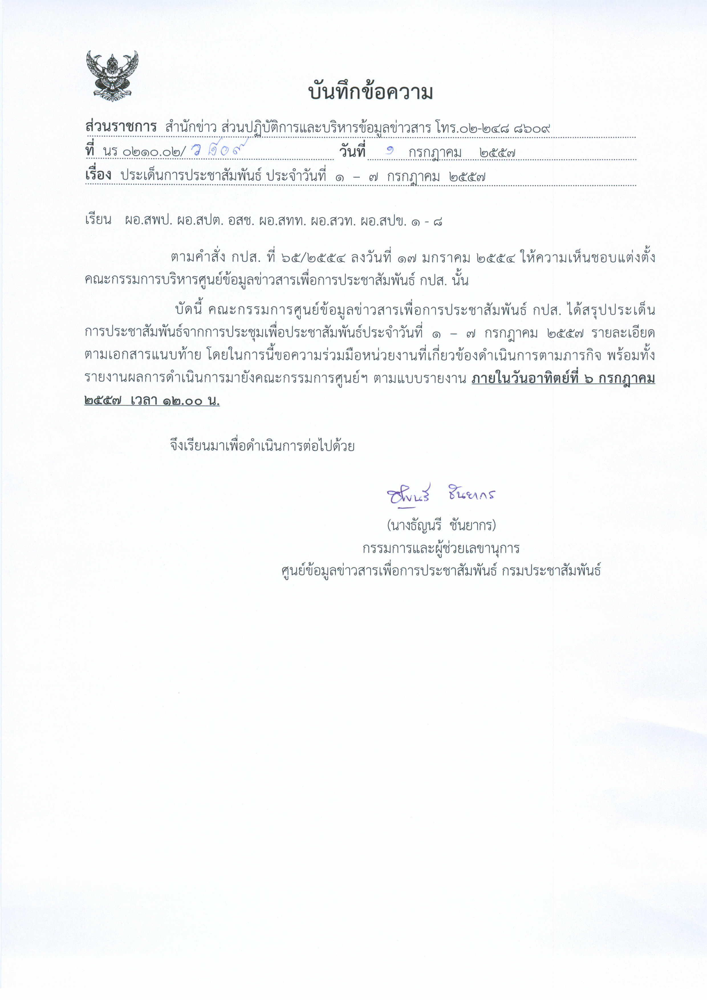 บันทึกข้อความ
ส่วนราชการ สำนักข่าว ส่วนปฏิบัติการและบริหารข้อมูลข่าวสาร โทร.๐๒-๒๔๘ ๘๖๐๙
ที่ นร ๐๒๑๐.๐๒/ ว วันที่ ๑ กรกฎาคม ๒๕๕๗
เรื่อง ประเด็นการประชาสัมพันธ์ ประจำวันที่ ๑ – ๗ กรกฎาคม ๒๕๕๗
เรียน ผอ.สพป. ผอ.สปต. อสช. ผอ.สทท. ผอ.สวท. ผอ.สปข. ๑ - ๘
ตามคำสั่ง กปส. ที่ ๖๕/๒๕๕๔ ลงวันที่ ๑๗ มกราคม ๒๕๕๔ ให้ความเห็นชอบแต่งตั้ง
คณะกรรมการบริหารศูนย์ข้อมูลข่าวสารเพื่อการประชาสัมพันธ์ กปส. นั้น
บัดนี้ คณะกรรมการศูนย์ข้อมูลข่าวสารเพื่อการประชาสัมพันธ์ กปส. ได้สรุปประเด็น
การประชาสัมพันธ์จากการประชุมเพื่อประชาสัมพันธ์ประจำวันที่ ๑ – ๗ กรกฎาคม ๒๕๕๗ รายละเอียด
ตามเอกสารแนบท้าย โดยในการนี้ขอความร่วมมือหน่วยงานที่เกี่ยวข้องดำเนินการตามภารกิจ พร้อมทั้ง
รายงานผลการดำเนินการมายังคณะกรรมการศูนย์ฯ ตามแบบรายงาน ภายในวันอาทิตย์ที่ ๖ กรกฎาคม
๒๕๕๗ เวลา ๑๒.๐๐ น.
จึงเรียนมาเพื่อดำเนินการต่อไปด้วย
ธัญนรี ชันยากร
(นางธัญนรี ชันยากร)
กรรมการและผู้ช่วยเลขานุการ
ศูนย์ข้อมูลข่าวสารเพื่อการประชาสัมพันธ์ กรมประชาสัมพันธ์